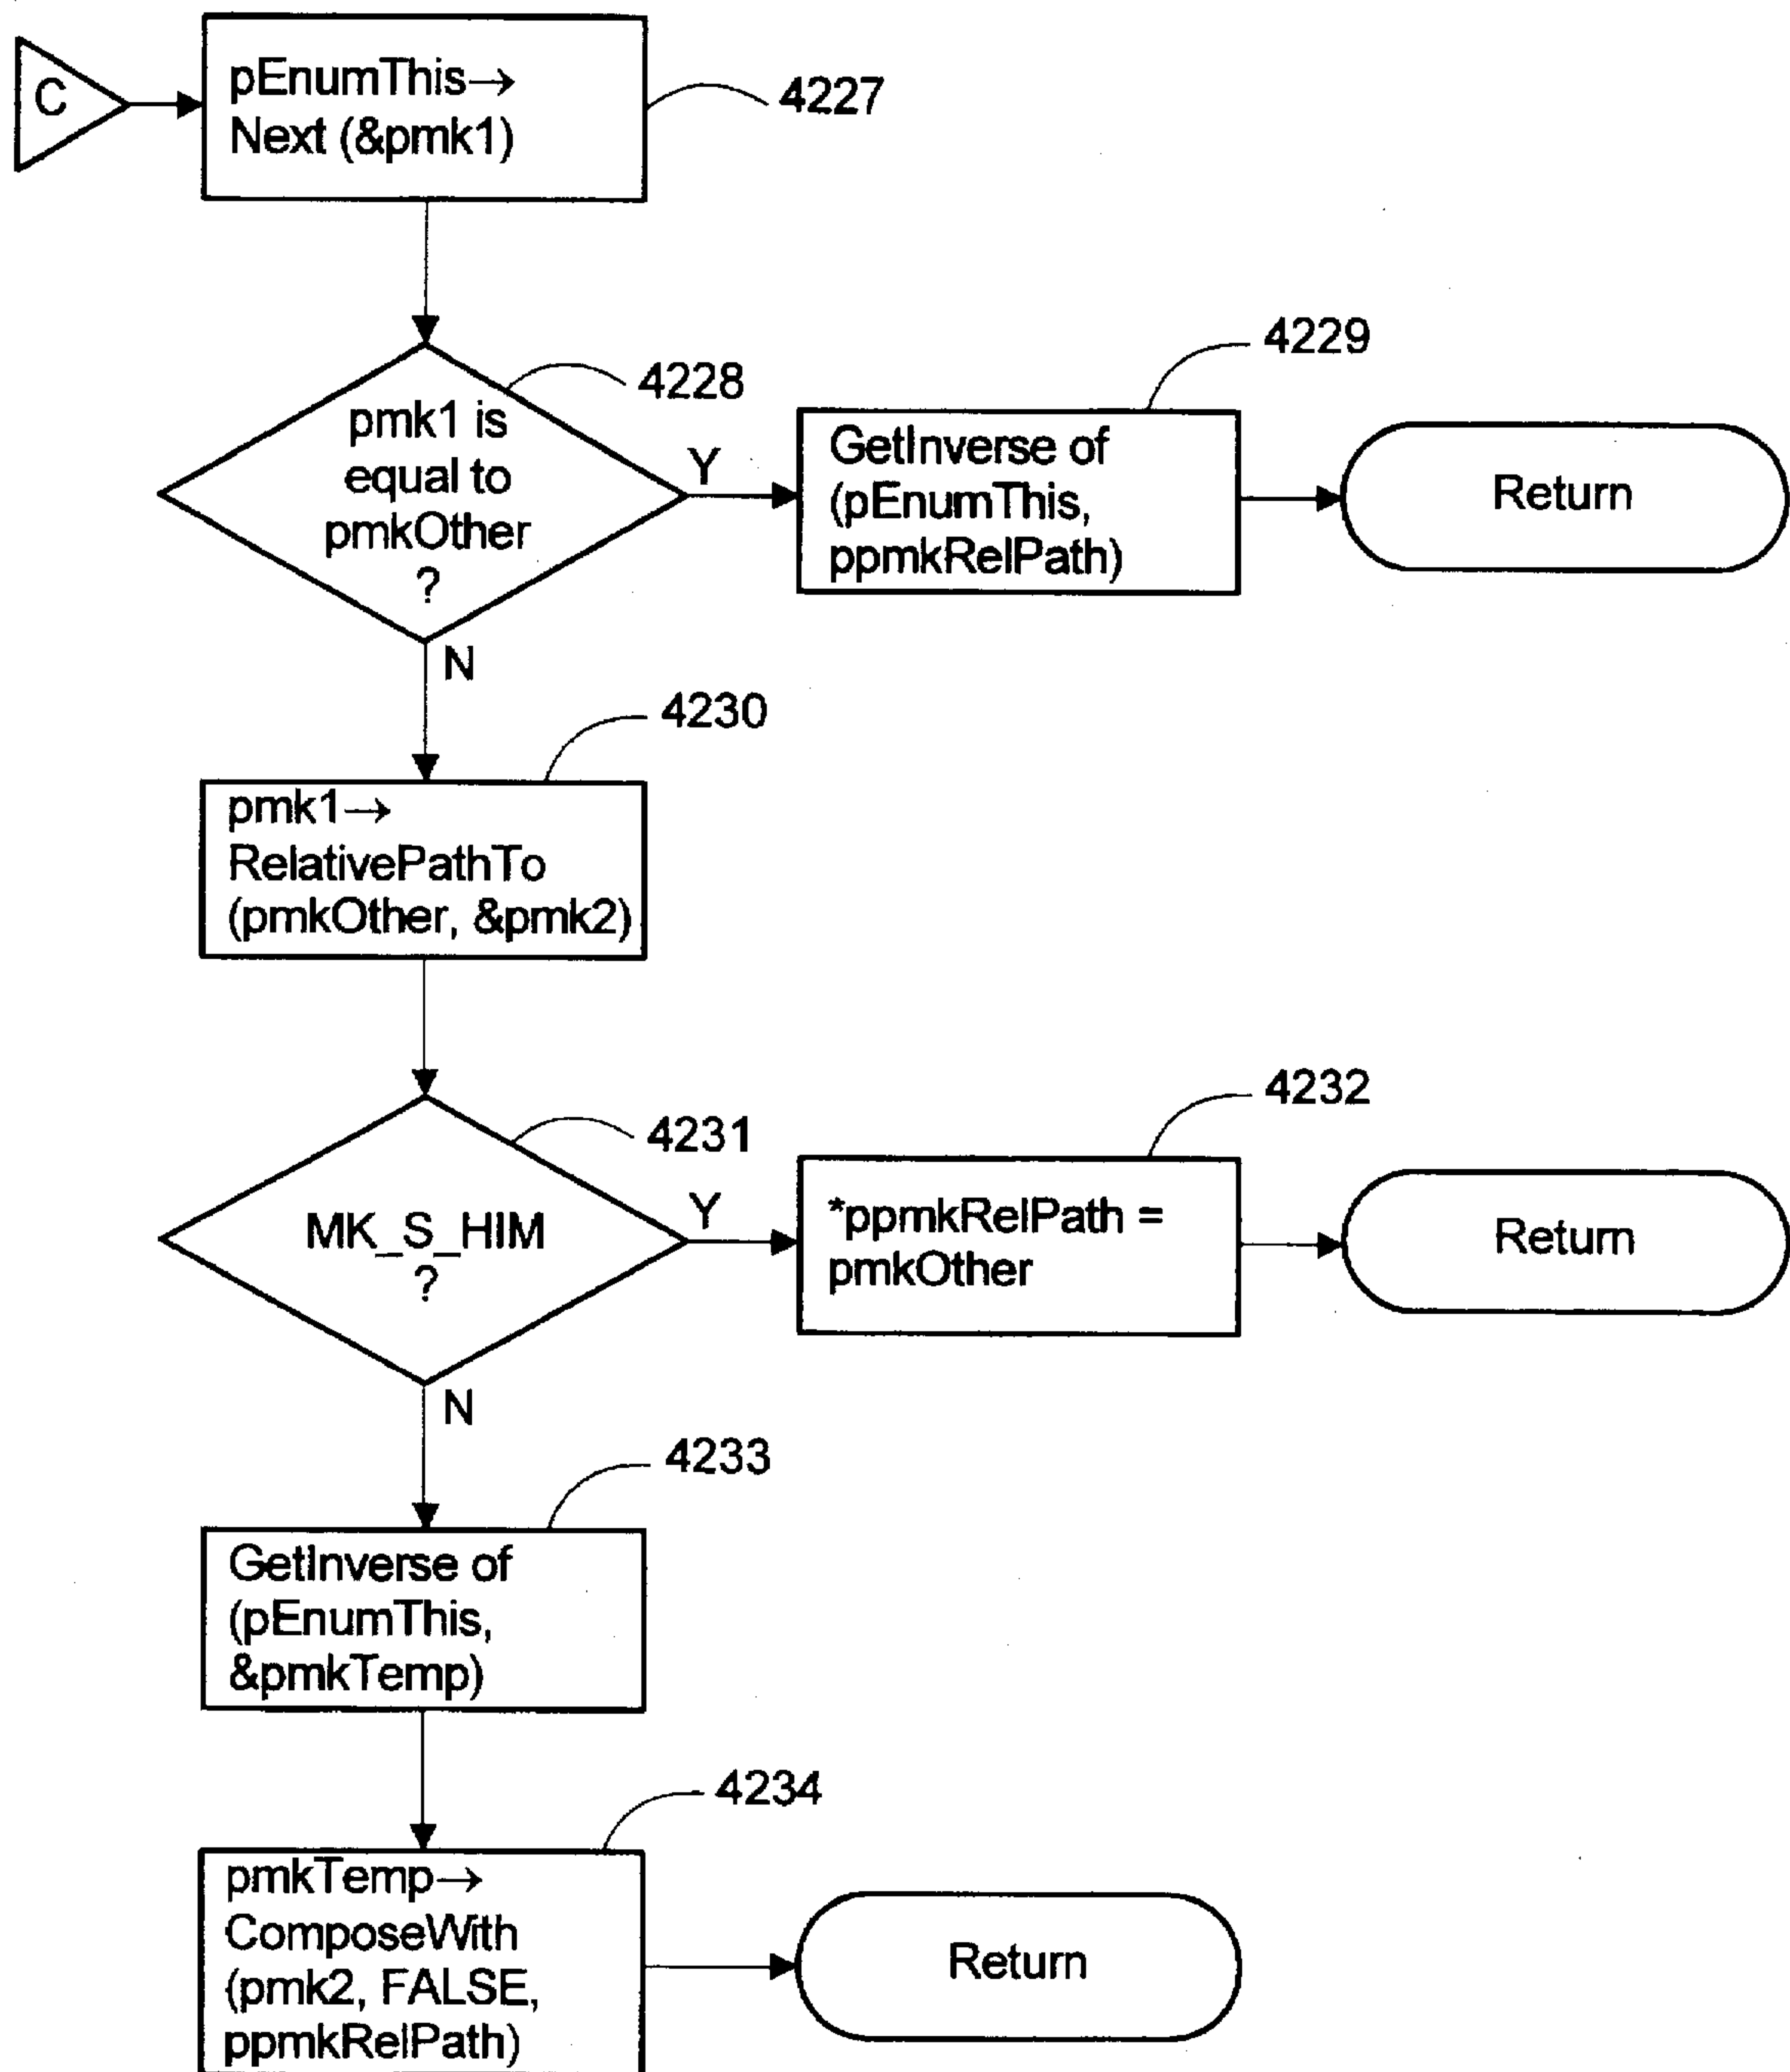 C
pEnumThis→
Next (&pmk1)
4227
4228
pmk1 is
equal to
pmkOther
?
Y
4229
GetInverse of
(pEnumThis,
ppmkRelPath)
Return
N
4230
pmk1→
RelativePathTo
(pmkOther, &pmk2)
4231
MK_S_HIM
?
Y
4232
*ppmkRelPath =
pmkOther
Return
N
4233
GetInverse of
(pEnumThis,
&pmkTemp)
4234
pmkTemp→
ComposeWith
(pmk2, FALSE,
ppmkRelPath)
Return